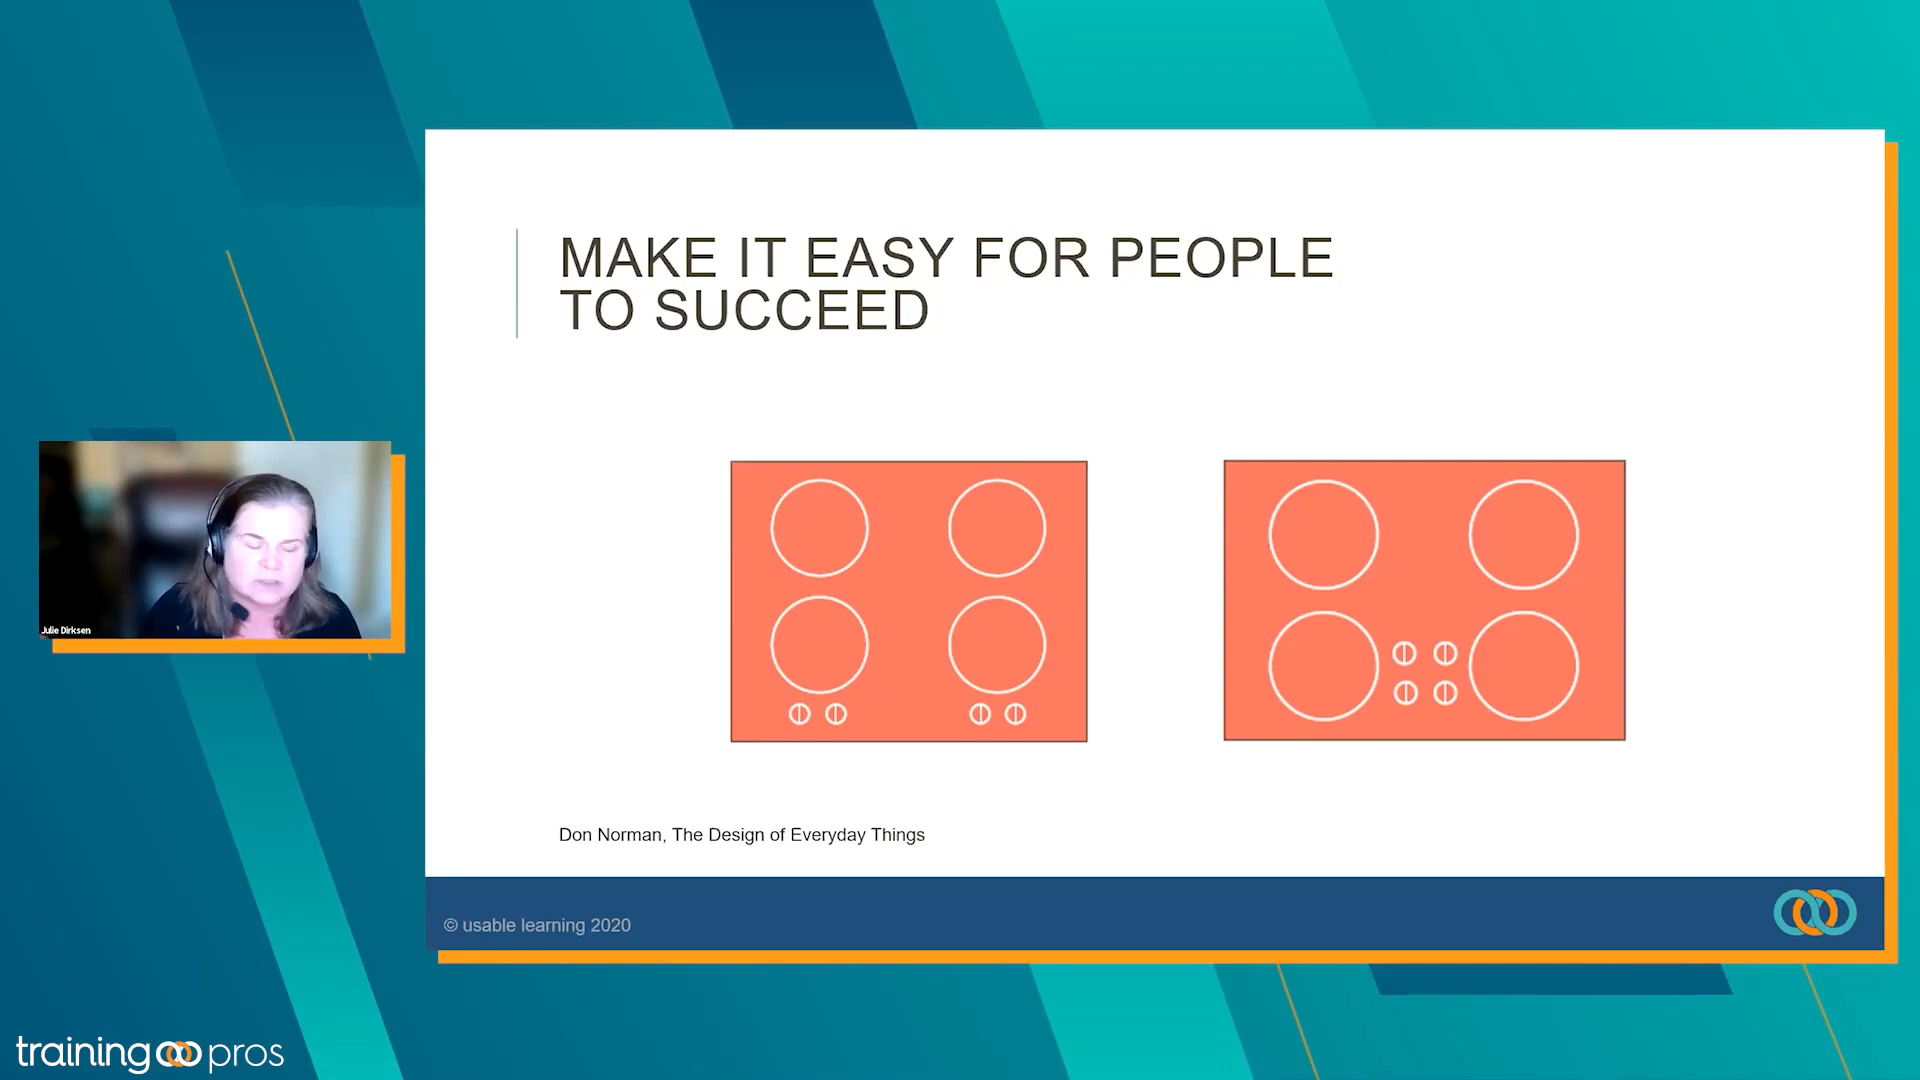 MAKE IT EASY FOR PEOPLE
TO SUCCEED
Julie Dirksen
Don Norman, The Design of Everyday Things
© usable learning 2020
training pros